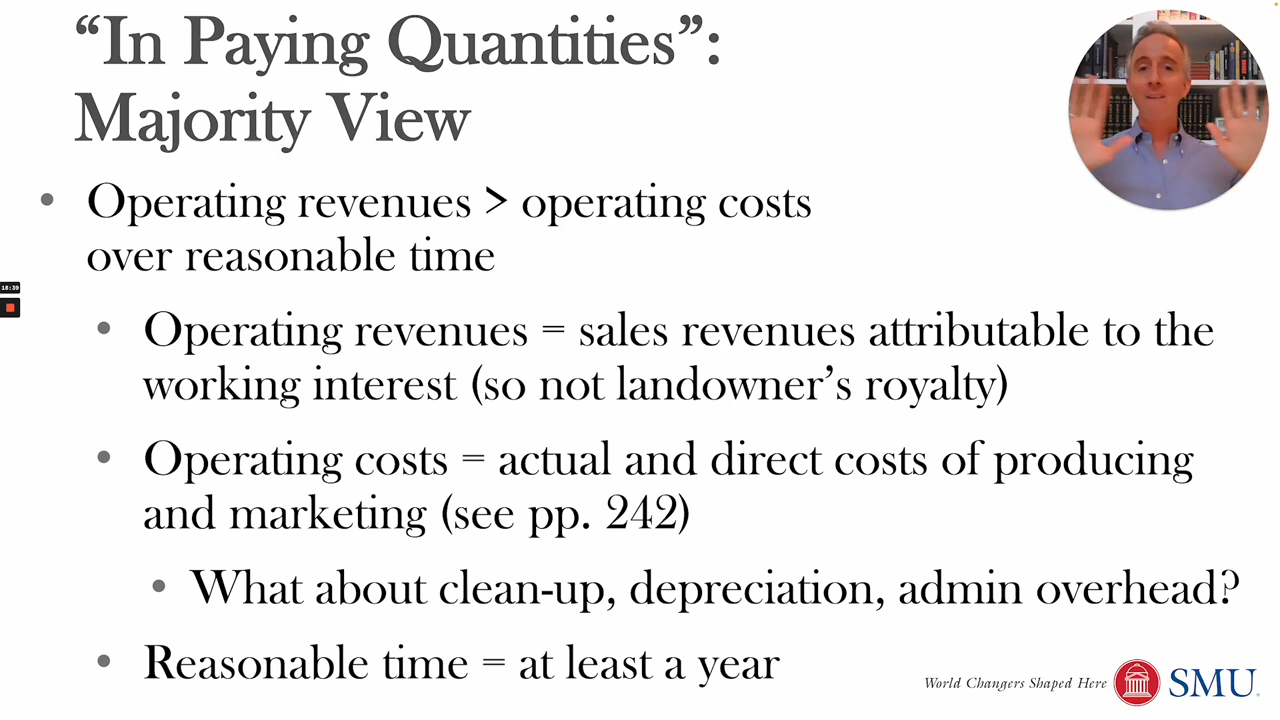 “In Paying Quantities”:
Majority View
• Operating revenues > operating costs
over reasonable time
• Operating revenues = sales revenues attributable to the
working interest (so not landowner’s royalty)
• Operating costs = actual and direct costs of producing
and marketing (see pp. 242)
• What about clean-up, depreciation, admin overhead?
• Reasonable time = at least a year
18:39
World Changers Shaped Here
SMU.